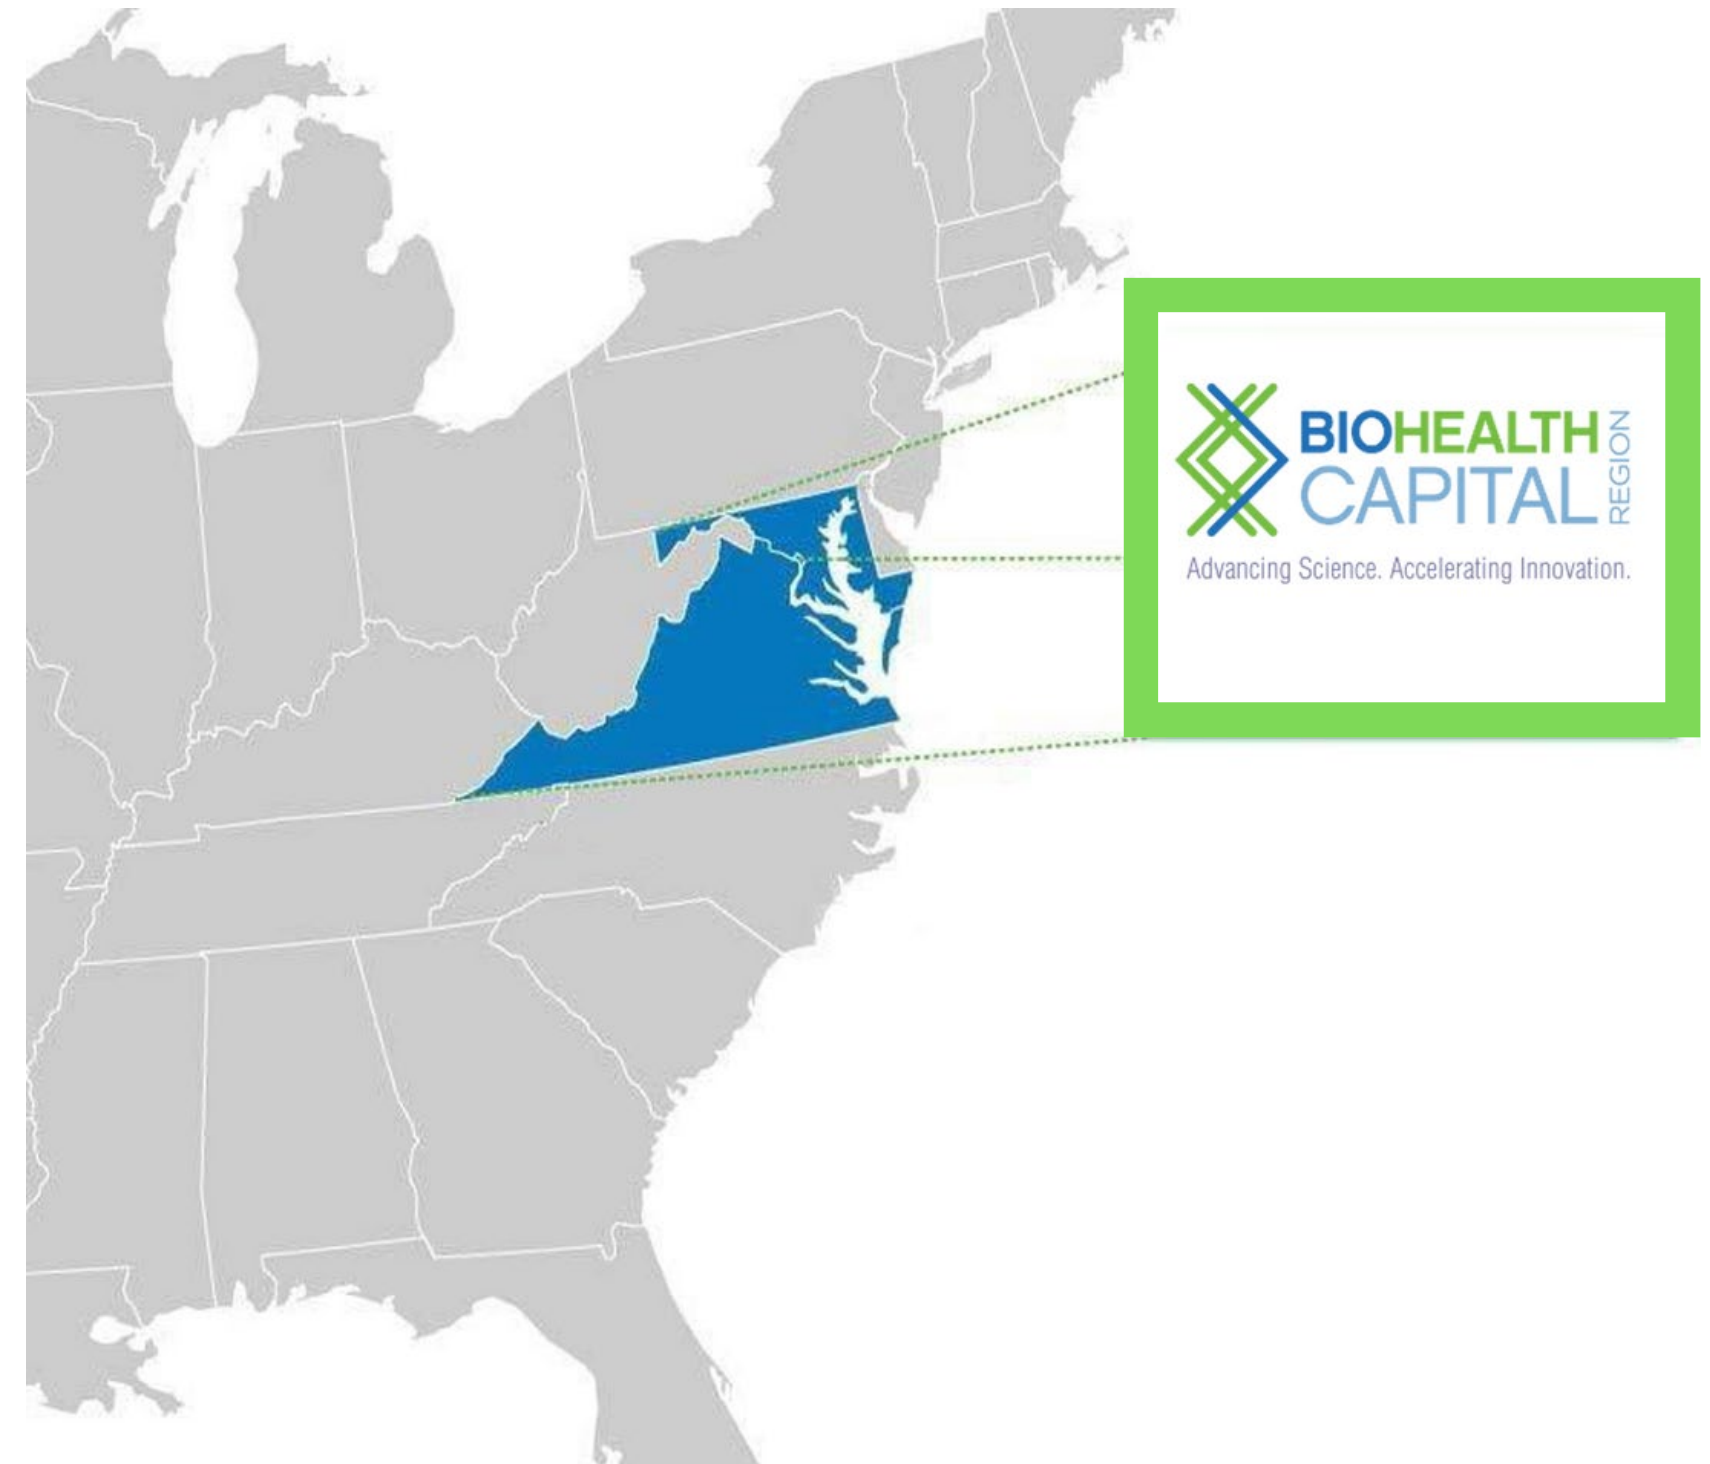 BIOHEALTH
CAPITAL
REGION
Advancing Science. Accelerating Innovation.